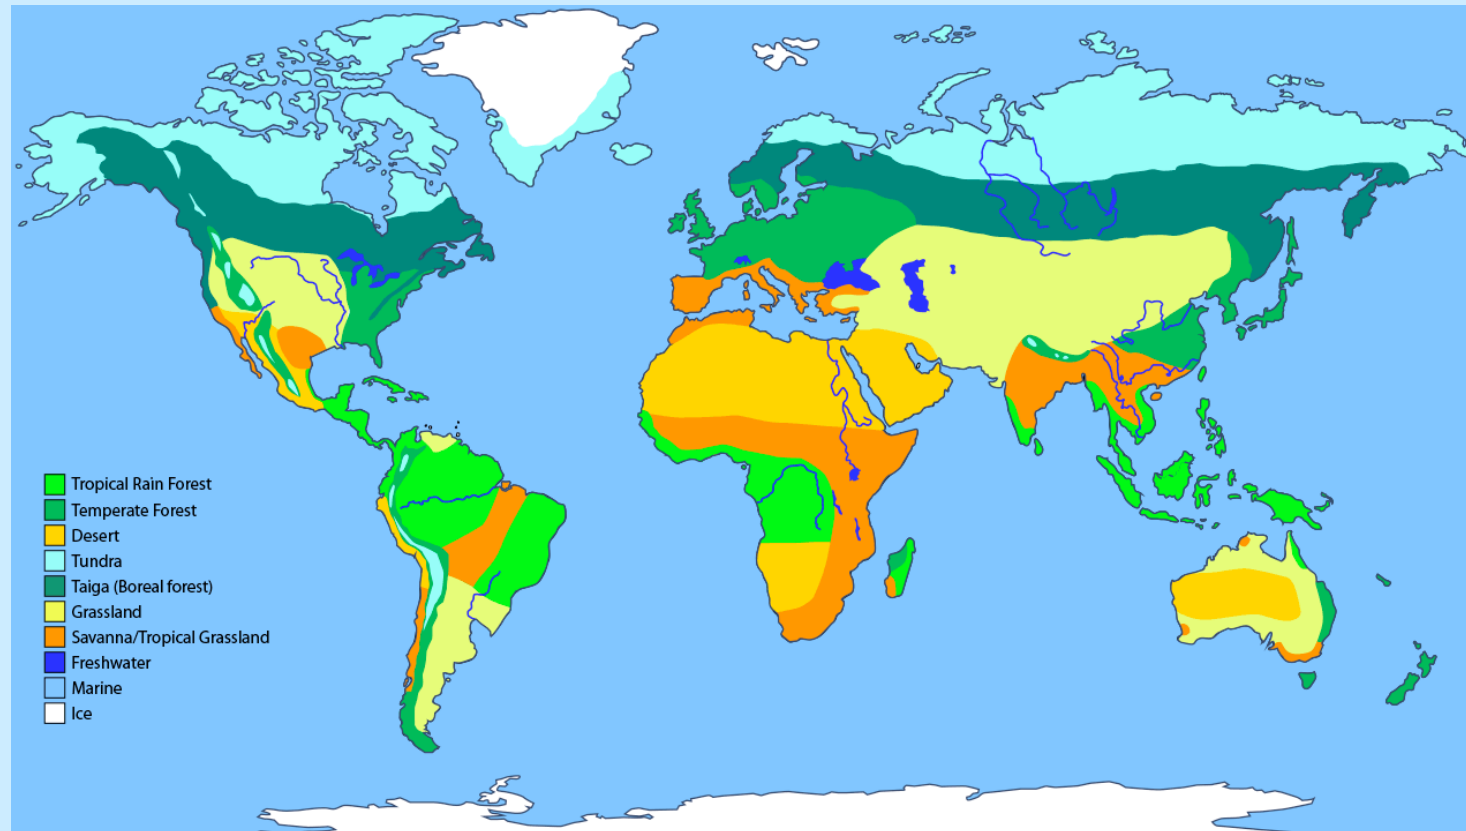 Tropical Rain Forest
Temperate Forest
Desert
Tundra
Taiga (Boreal forest)
Grassland
Savanna/Tropical Grassland
Freshwater
Marine
Ice